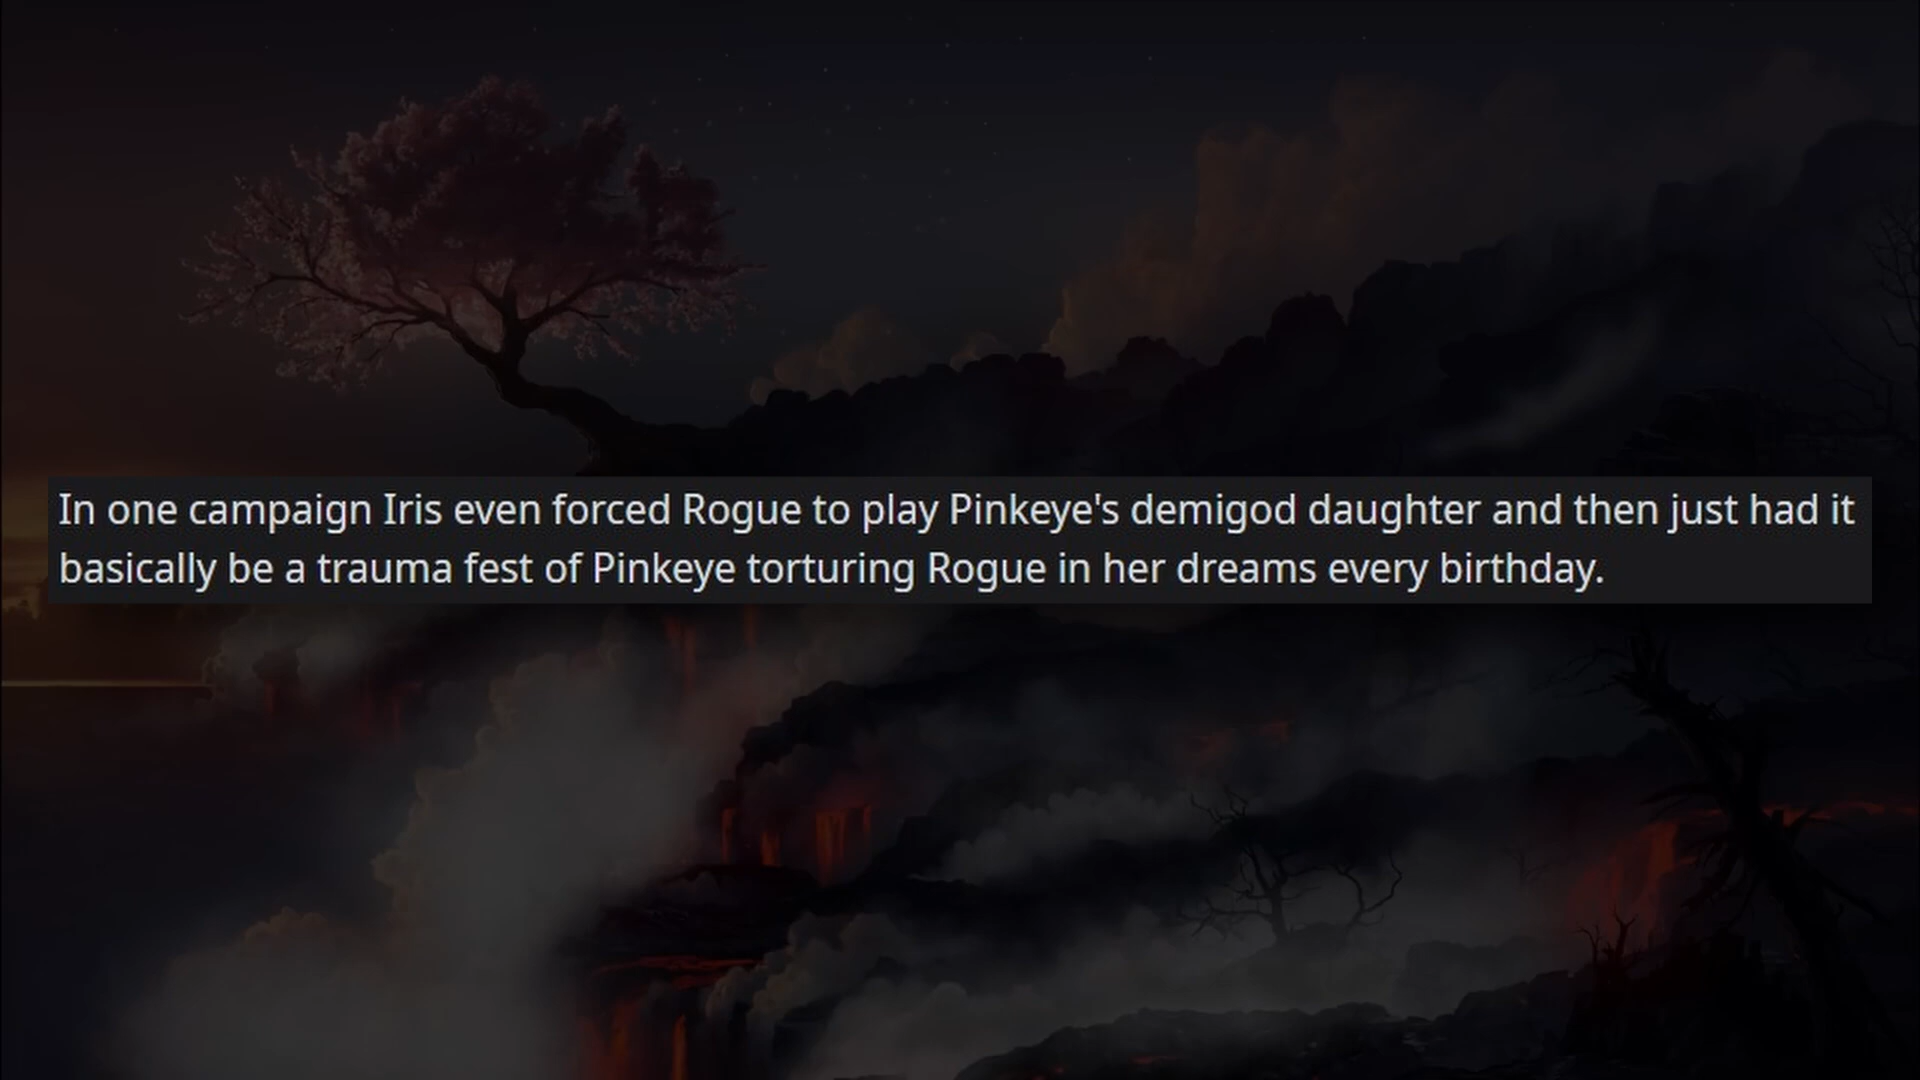 In one campaign Iris even forced Rogue to play Pinkeye's demigod daughter and then just had it
basically be a trauma fest of Pinkeye torturing Rogue in her dreams every birthday.